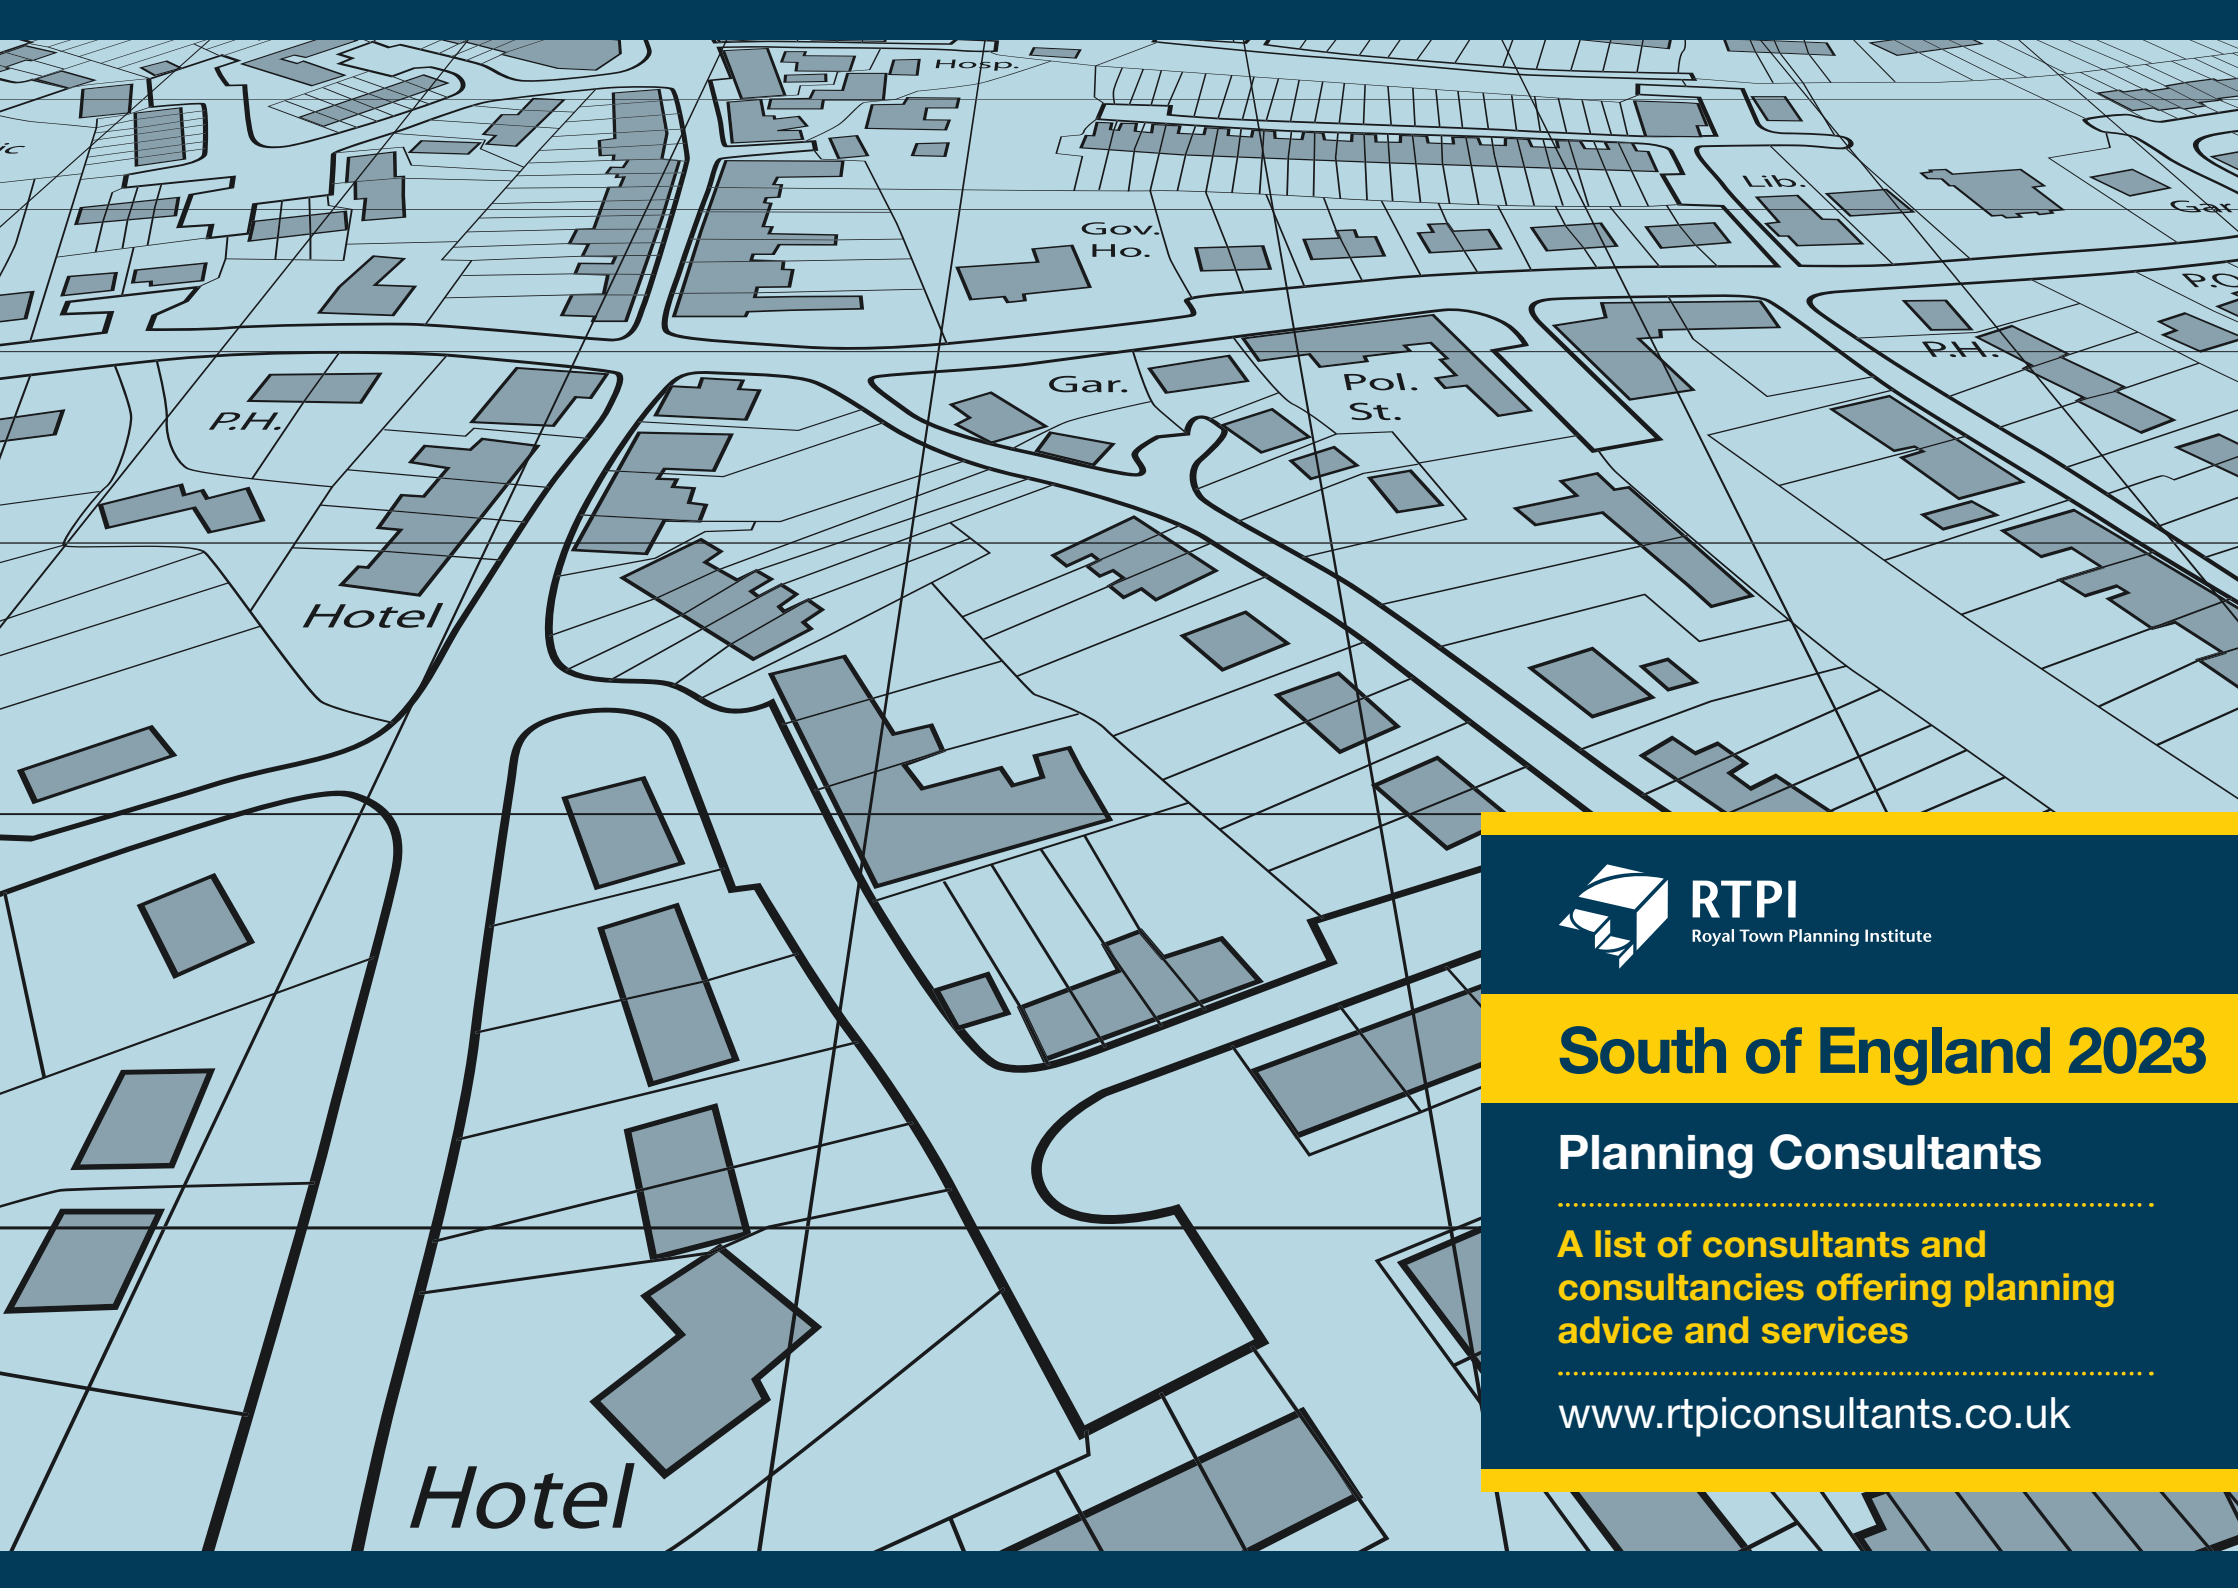 Hosp.
Lib.
Gar
Gov.
Ho.
P.C
P.H.
Gar.
Pol.
St.
P.H.
Hotel
RTPI
Royal Town Planning Institute
South of England 2023
Planning Consultants
A list of consultants and
consultancies offering planning
advice and services
www.rtpiconsultants.co.uk
Hotel